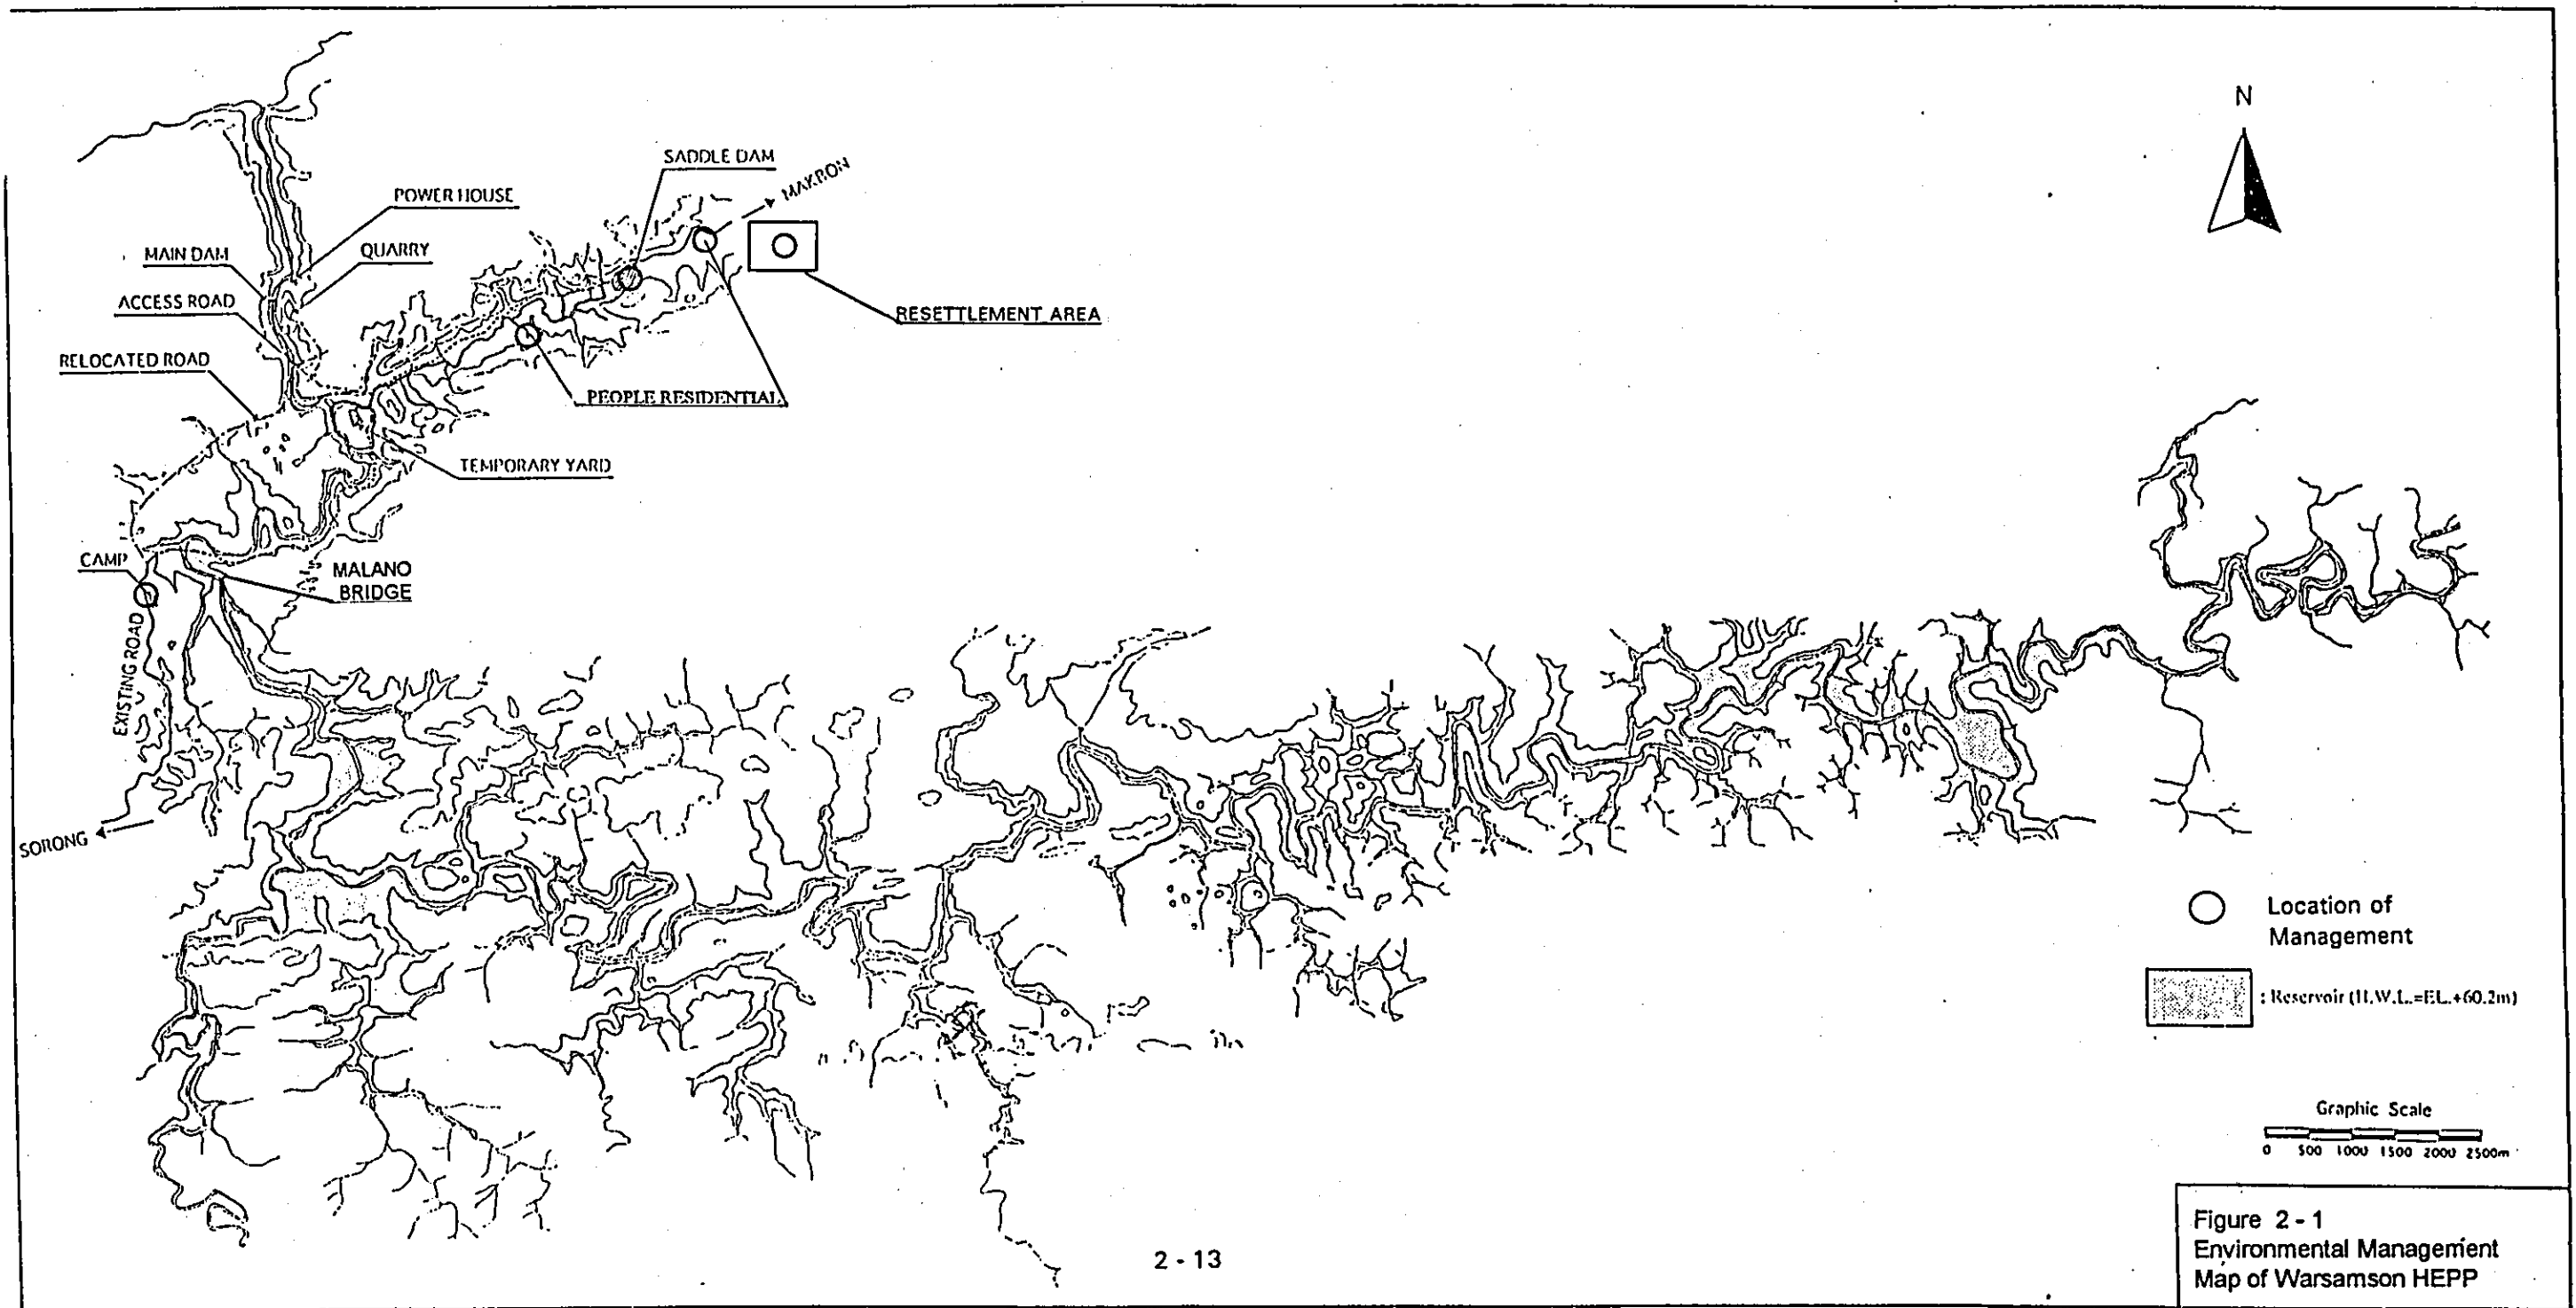 N
SADDLE DAM
MAKBON
POWER HOUSE
MAIN DAM
QUARRY
ACCESS ROAD
RESETTLEMENT AREA
RELOCATED ROAD
PEOPLE RESIDENTIAL
TEMPORARY YARD
CAMP
MALANO
BRIDGE
EXISTING ROAD
SORONG
Location of
Management
: Reservoir (H.W.L.=EL.+60.2m)
Graphic Scale
0 500 1000 1500 2000 2500m
Figure 2 - 1
Environmental Management
Map of Warsamson HEPP
2 - 13